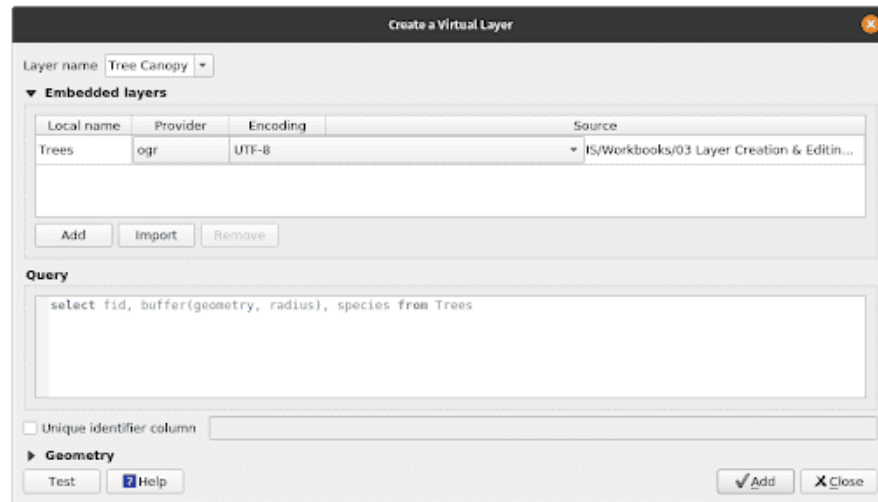 Create a Virtual Layer
Layer name Tree Canopy
Embedded layers
Local name Provider Encoding Source
Trees ogr UTF-8 IS/Workbooks/03 Layer Creation & Editin...
Add Import Remove
Query
select fid, buffer(geometry, radius), species from Trees
Unique identifier column
Geometry
Test Help Add Close